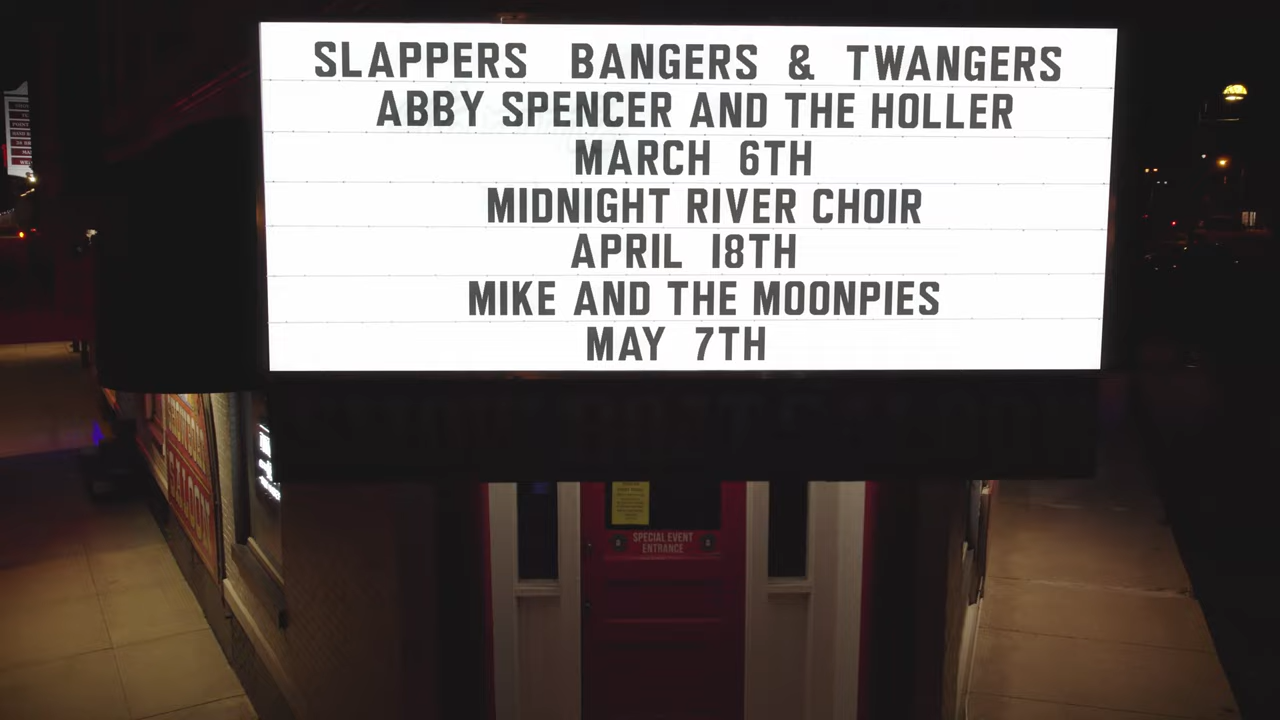 SLAPPERS BANGERS & TWANGERS
ABBY SPENCER AND THE HOLLER
MARCH 6TH
MIDNIGHT RIVER CHOIR
APRIL 18TH
MIKE AND THE MOONPIES
MAY 7TH
SALOON
SPECIAL EVENT
ENTRANCE